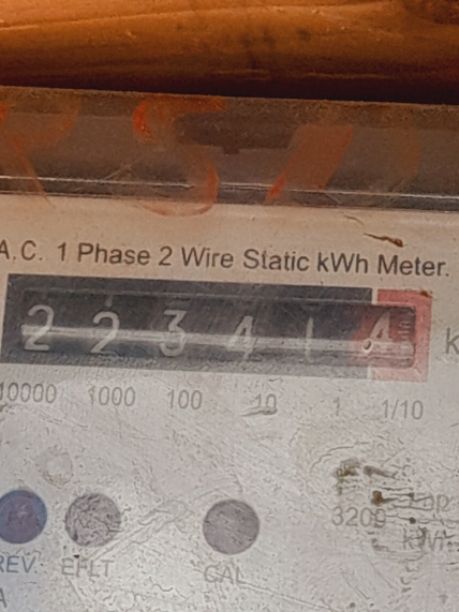 A.C. 1 Phase 2 Wire Static kWh Meter.
2 2 3 4 1 4 k
10000 1000 100 10 1 1/10
3200
REV. EFLT CAL